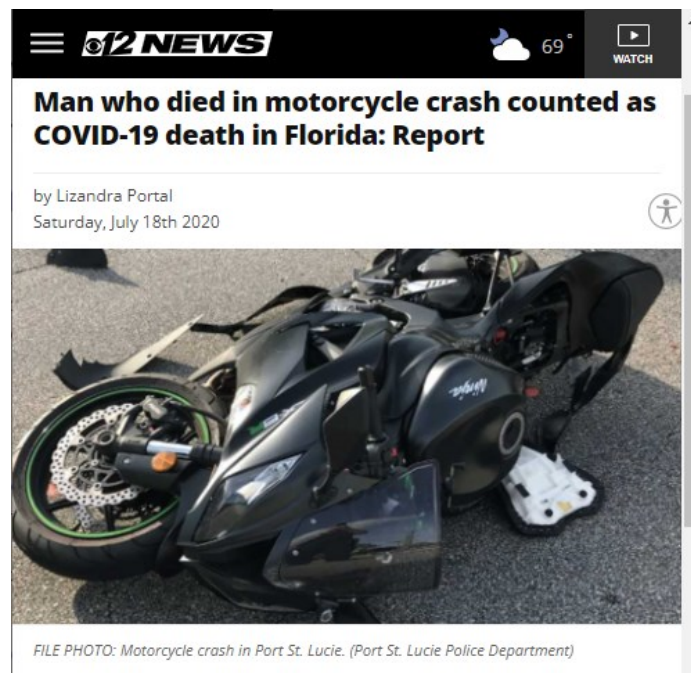 12 NEWS
69°
WATCH
Man who died in motorcycle crash counted as
COVID-19 death in Florida: Report
by Lizandra Portal
Saturday, July 18th 2020
Ninja
FILE PHOTO: Motorcycle crash in Port St. Lucie. (Port St. Lucie Police Department)